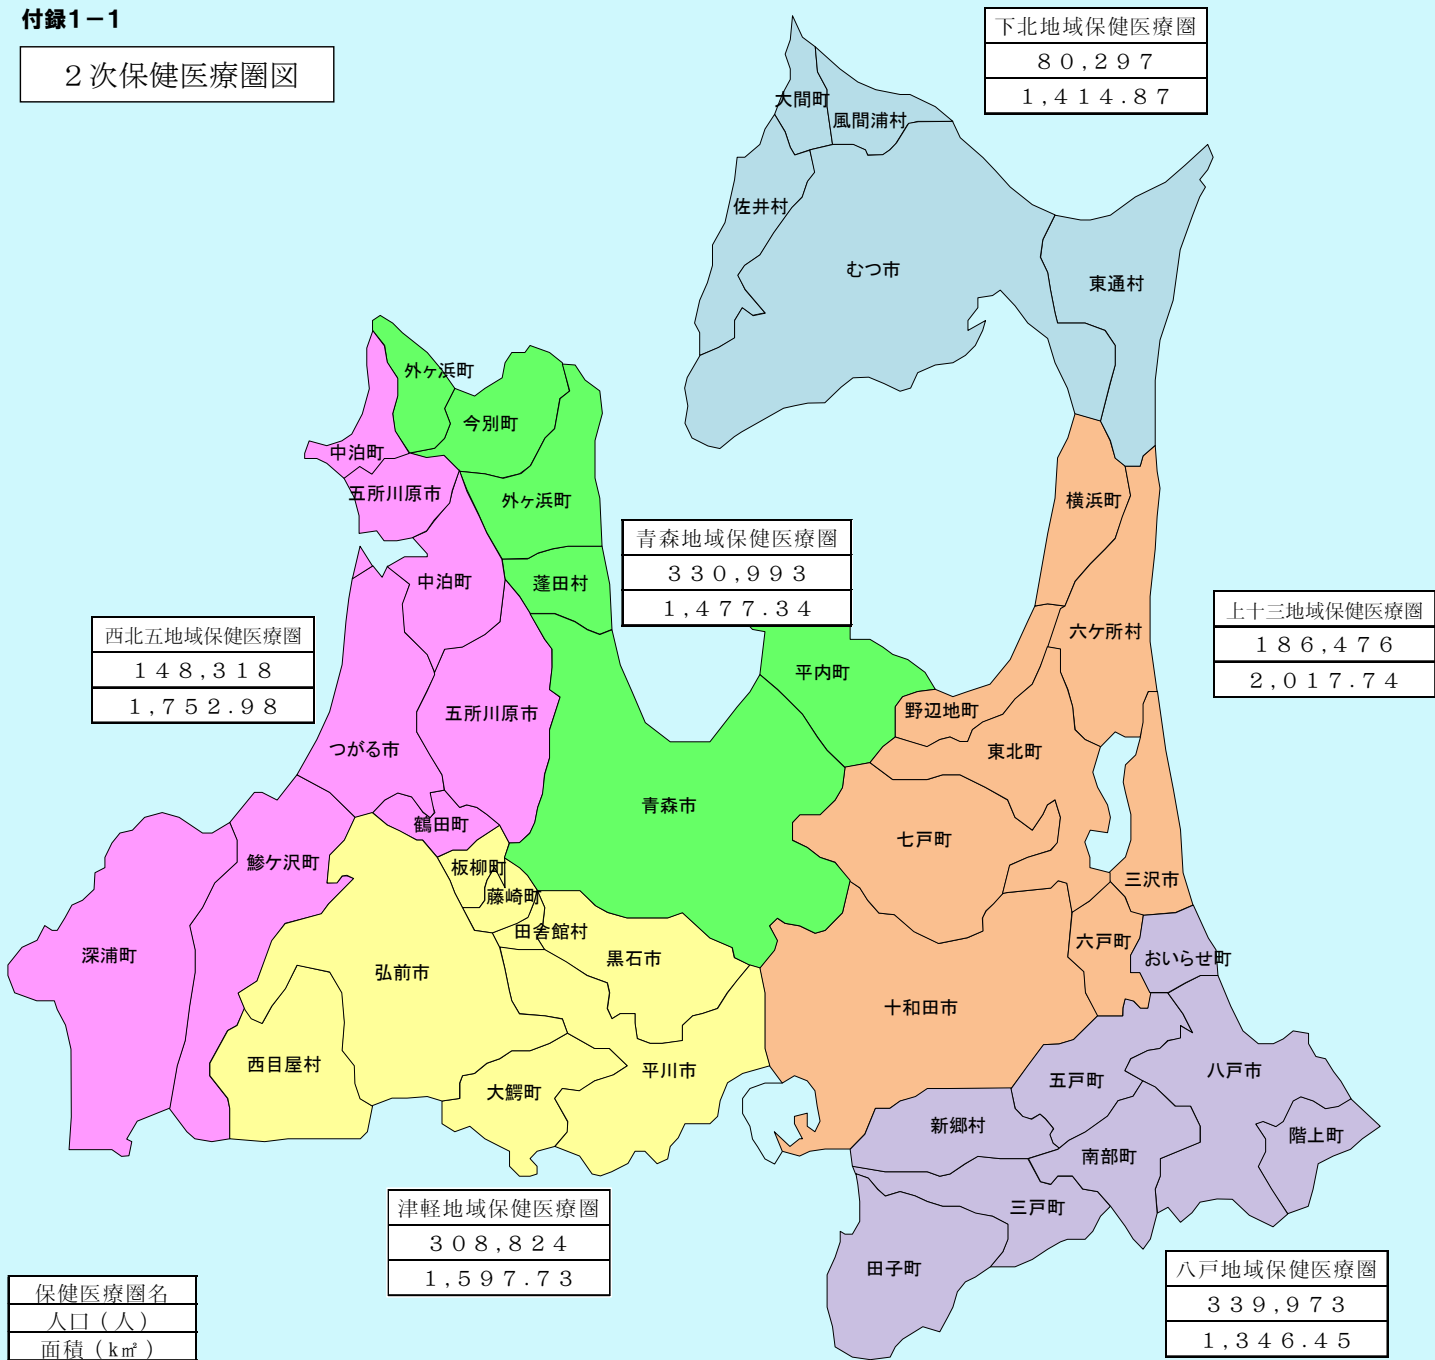 付録1－1
２次保健医療圏図
下北地域保健医療圏
８０,２９７
１,４１４.８７
大間町
風間浦村
佐井村
むつ市
東通村
外ヶ浜町
今別町
中泊町
五所川原市
外ヶ浜町
横浜町
青森地域保健医療圏
３３０,９９３
１,４７７.３４
中泊町
蓬田村
西北五地域保健医療圏
１４８,３１８
１,７５２.９８
六ケ所村
上十三地域保健医療圏
１８６,４７６
２,０１７.７４
平内町
五所川原市
野辺地町
つがる市
東北町
青森市
鶴田町
七戸町
鰺ケ沢町
板柳町
藤崎町
三沢市
田舎館村
深浦町
弘前市
黒石市
六戸町
おいらせ町
十和田市
西目屋村
大鰐町
平川市
五戸町
八戸市
新郷村
南部町
階上町
三戸町
田子町
津軽地域保健医療圏
３０８,８２４
１,５９７.７３
八戸地域保健医療圏
３３９,９７３
１,３４６.４５
保健医療圏名
人口（人）
面積（k㎡）